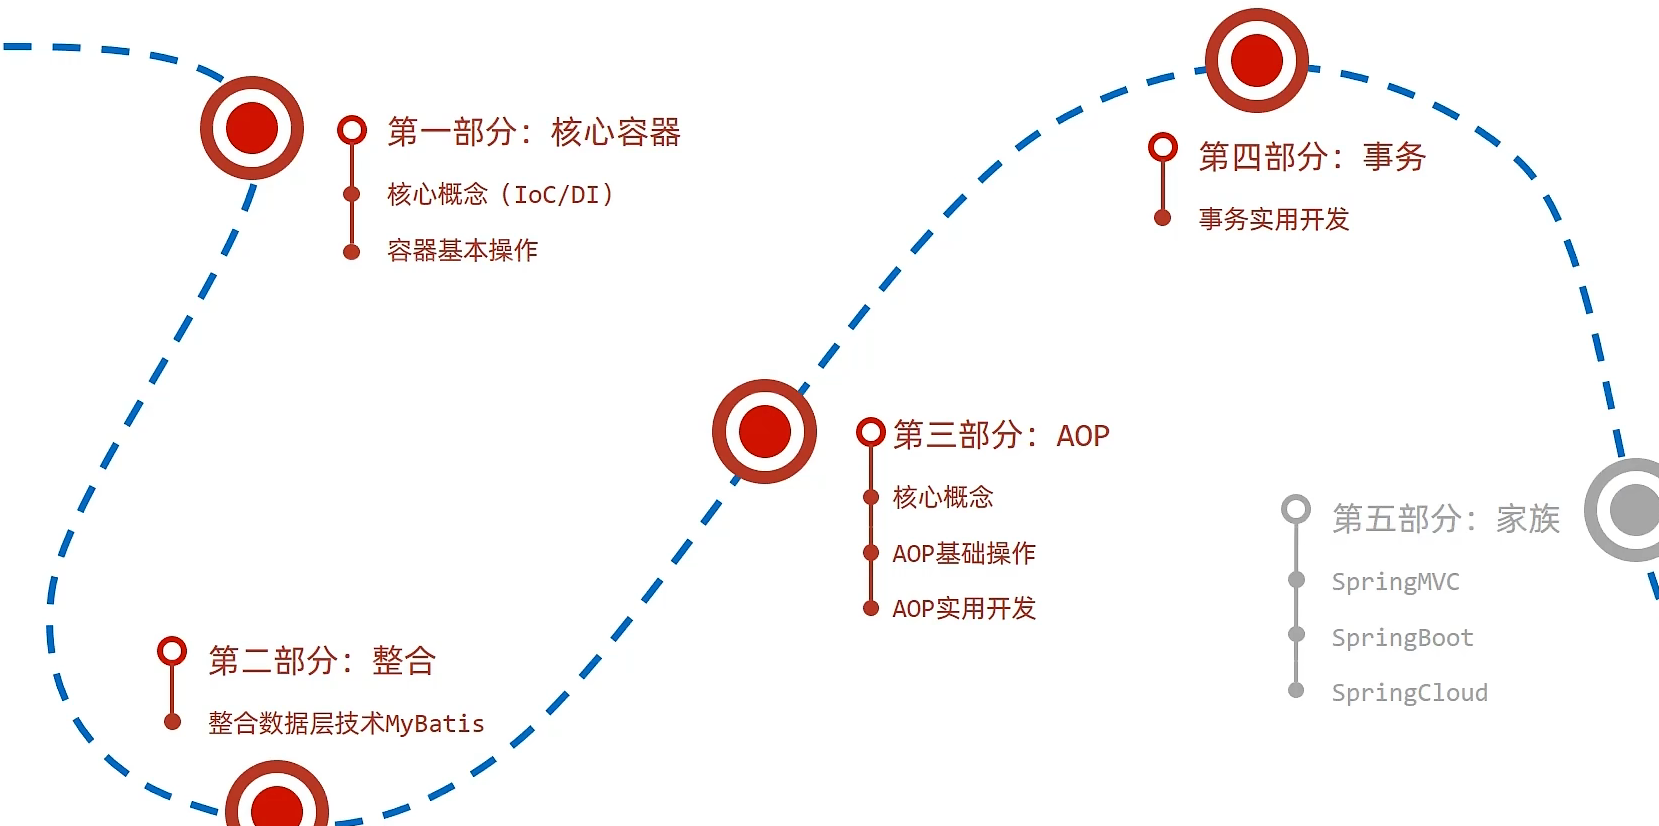 第一部分：核心容器
核心概念（IoC/DI）
容器基本操作
第二部分：整合
整合数据层技术MyBatis
第三部分：AOP
核心概念
AOP基础操作
AOP实用开发
第四部分：事务
事务实用开发
第五部分：家族
SpringMVC
SpringBoot
SpringCloud